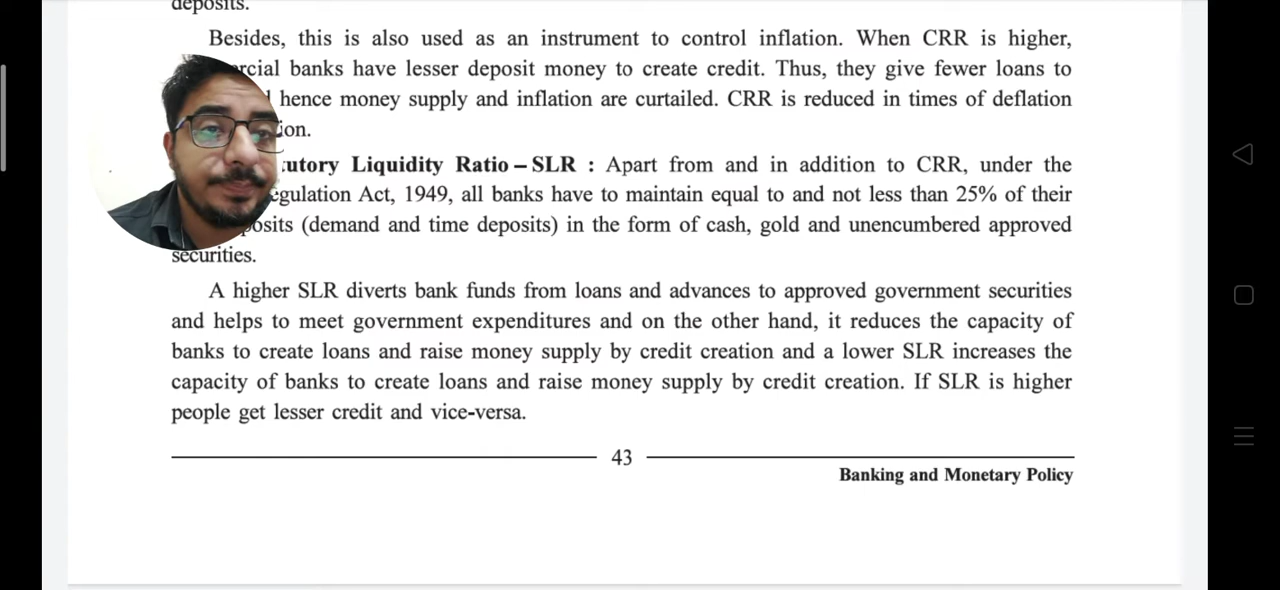 deposits.
Besides, this is also used as an instrument to control inflation. When CRR is higher,
rcial banks have lesser deposit money to create credit. Thus, they give fewer loans to
hence money supply and inflation are curtailed. CRR is reduced in times of deflation
ion.
utory Liquidity Ratio – SLR : Apart from and in addition to CRR, under the
egulation Act, 1949, all banks have to maintain equal to and not less than 25% of their
posits (demand and time deposits) in the form of cash, gold and unencumbered approved
securities.
A higher SLR diverts bank funds from loans and advances to approved government securities
and helps to meet government expenditures and on the other hand, it reduces the capacity of
banks to create loans and raise money supply by credit creation and a lower SLR increases the
capacity of banks to create loans and raise money supply by credit creation. If SLR is higher
people get lesser credit and vice-versa.
43
Banking and Monetary Policy